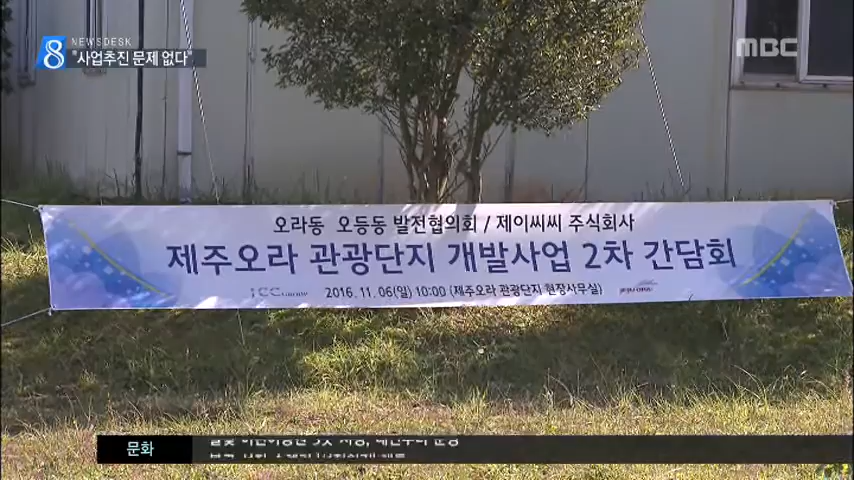 NEWSDESK
8 "사업추진 문제 없다"
MBC
오라동 오등동 발전협의회 / 제이씨씨 주식회사
제주오라 관광단지 개발사업 2차 간담회
2016. 11. 06(일) 10:00 (제주오라 관광단지 현장사무실)
문화